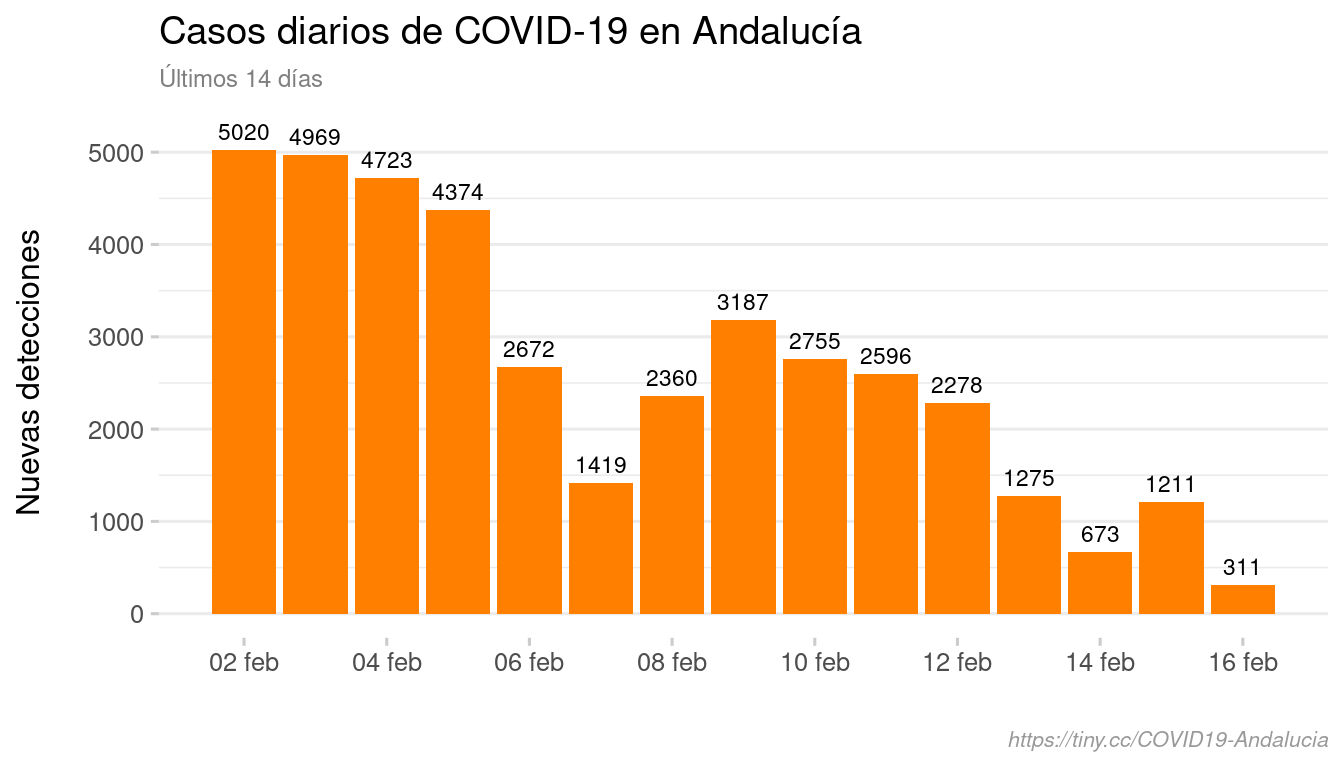 Casos diarios de COVID-19 en Andalucía
Últimos 14 días
Nuevas detecciones
5000
4000
3000
2000
1000
0
5020
4969
4723
4374
2672
1419
2360
3187
2755
2596
2278
1275
673
1211
311
02 feb
04 feb
06 feb
08 feb
10 feb
12 feb
14 feb
16 feb
https://tiny.cc/COVID19-Andalucia